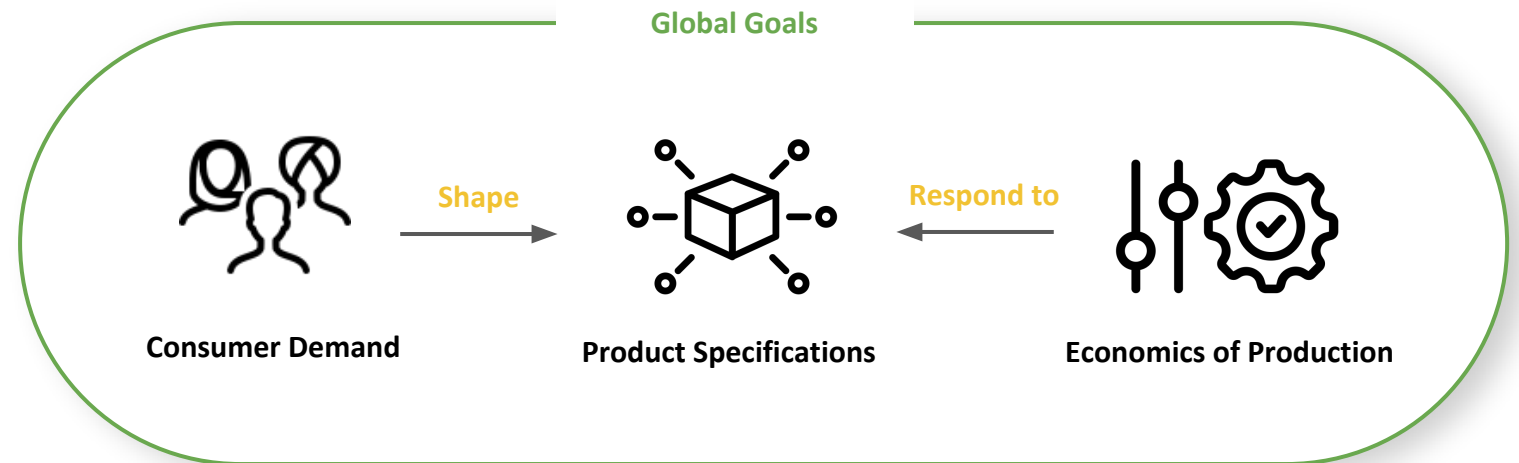 Global Goals
Shape
Respond to
Consumer Demand
Product Specifications
Economics of Production